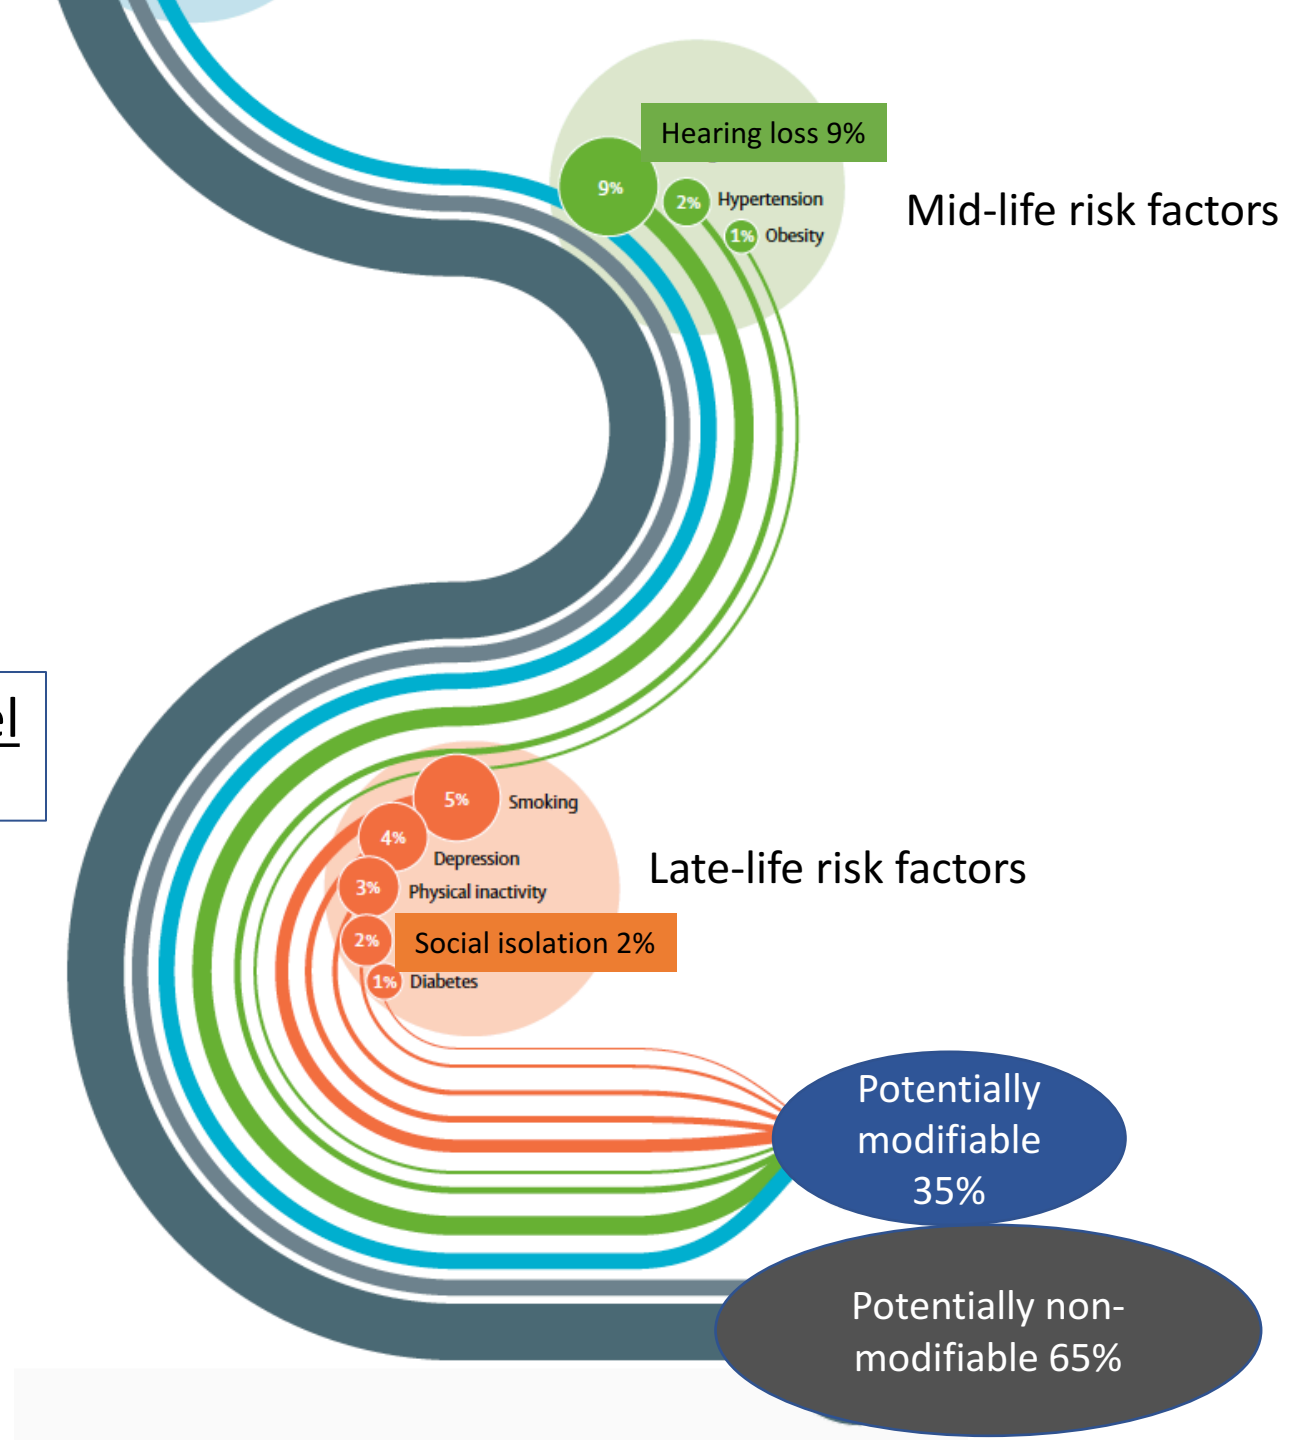 Hearing loss 9%
9%
2% Hypertension
1% Obesity
Mid-life risk factors
el
5% Smoking
4%
Depression
3% Physical inactivity
2% Social isolation 2%
1% Diabetes
Late-life risk factors
Potentially
modifiable
35%
Potentially non-
modifiable 65%